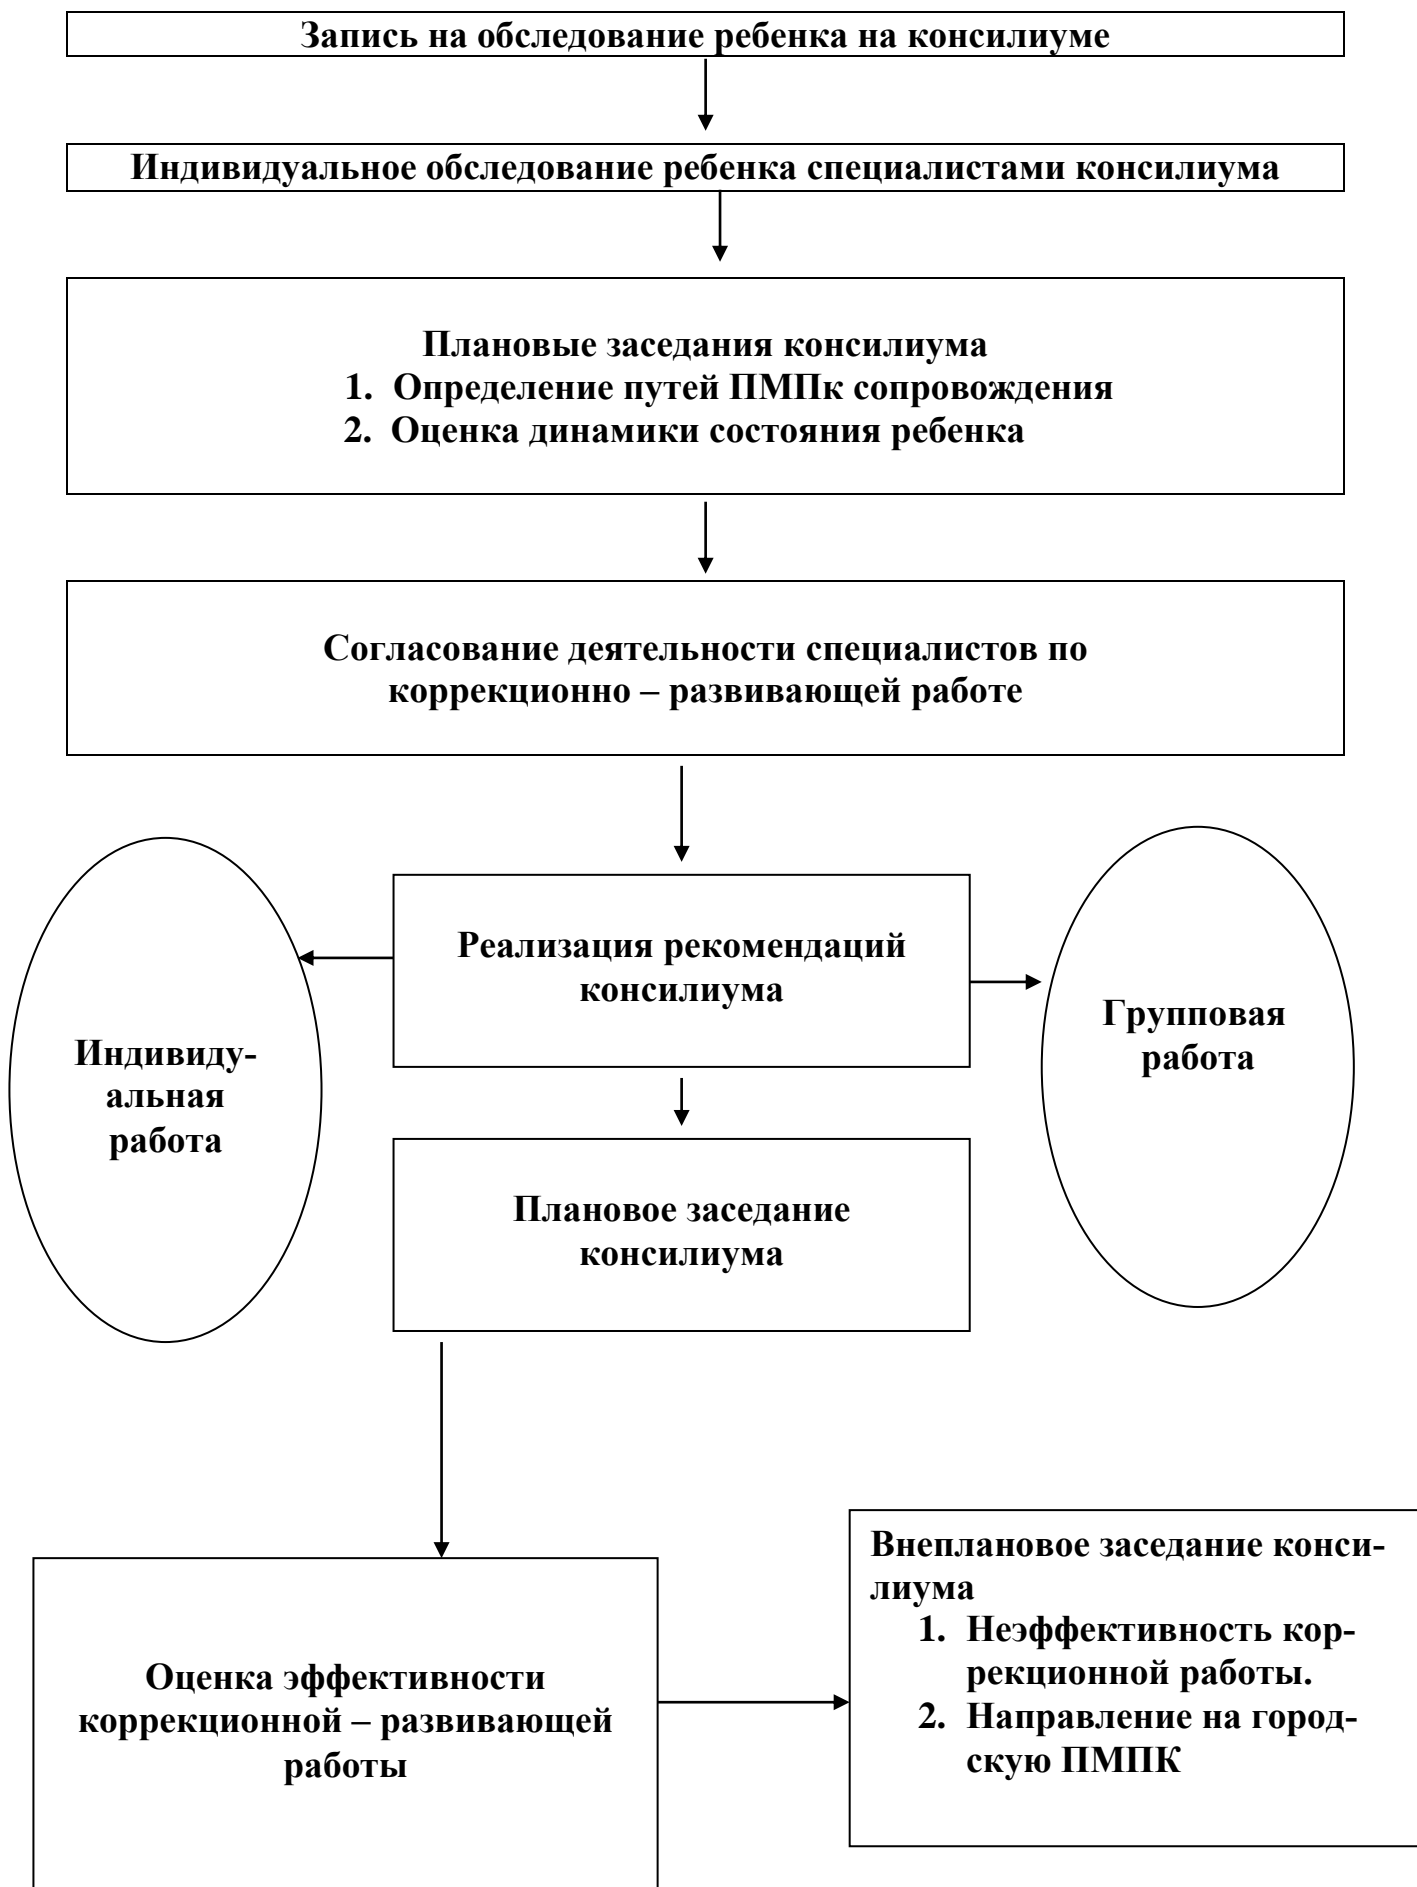 Запись на обследование ребенка на консилиуме
Индивидуальное обследование ребенка специалистами консилиума
Плановые заседания консилиума
1. Определение путей ПМПк сопровождения
2. Оценка динамики состояния ребенка
Согласование деятельности специалистов по
коррекционно – развивающей работе
Реализация рекомендаций
консилиума
Индивиду-
альная
работа
Групповая
работа
Плановое заседание
консилиума
Оценка эффективности
коррекционной – развивающей
работы
Внеплановое заседание конси-
лиума
1. Неэффективность кор-
рекционной работы.
2. Направление на город-
скую ПМПК